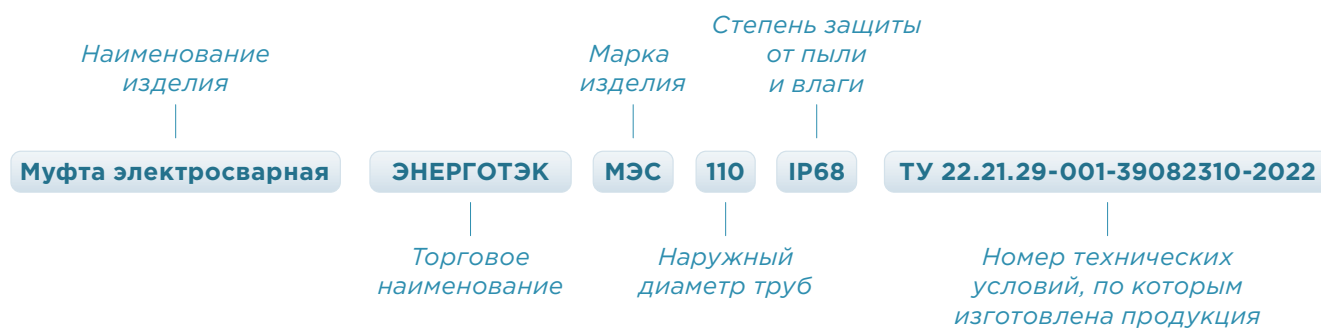 Наименование
изделия
Марка
изделия
Степень защиты
от пыли
и влаги
Муфта электросварная ЭНЕРГОТЭК МЭС 110 IP68 ТУ 22.21.29-001-39082310-2022
Торговое
наименование
Наружный
диаметр труб
Номер технических
условий, по которым
изготовлена продукция